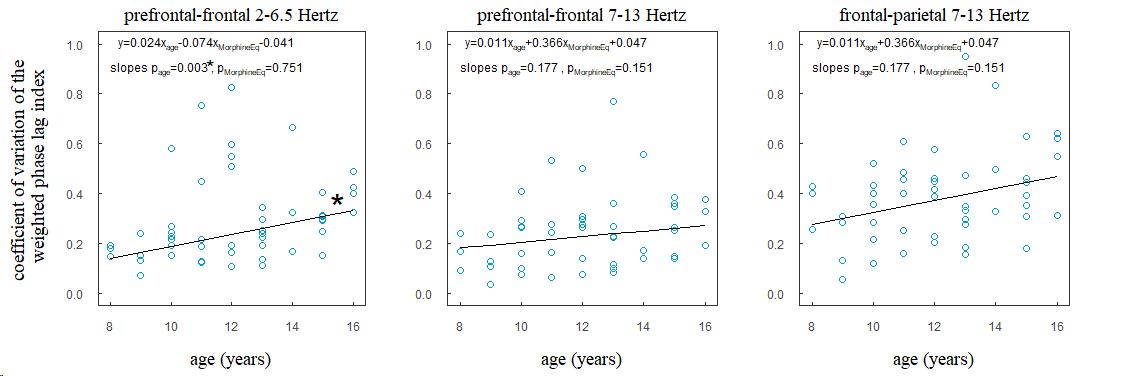 prefrontal-frontal 2-6.5 Hertz
y=0.024xage-0.074xMorphineEq-0.041
slopes page=0.003*, pMorphineEq=0.751
*
1.0
0.8
0.6
0.4
0.2
0.0
8 10 12 14 16
age (years)
coefficient of variation of the
weighted phase lag index
prefrontal-frontal 7-13 Hertz
y=0.011xage+0.366xMorphineEq+0.047
slopes page=0.177 , pMorphineEq=0.151
1.0
0.8
0.6
0.4
0.2
0.0
8 10 12 14 16
age (years)
frontal-parietal 7-13 Hertz
y=0.011xage+0.366xMorphineEq+0.047
slopes page=0.177 , pMorphineEq=0.151
1.0
0.8
0.6
0.4
0.2
0.0
8 10 12 14 16
age (years)